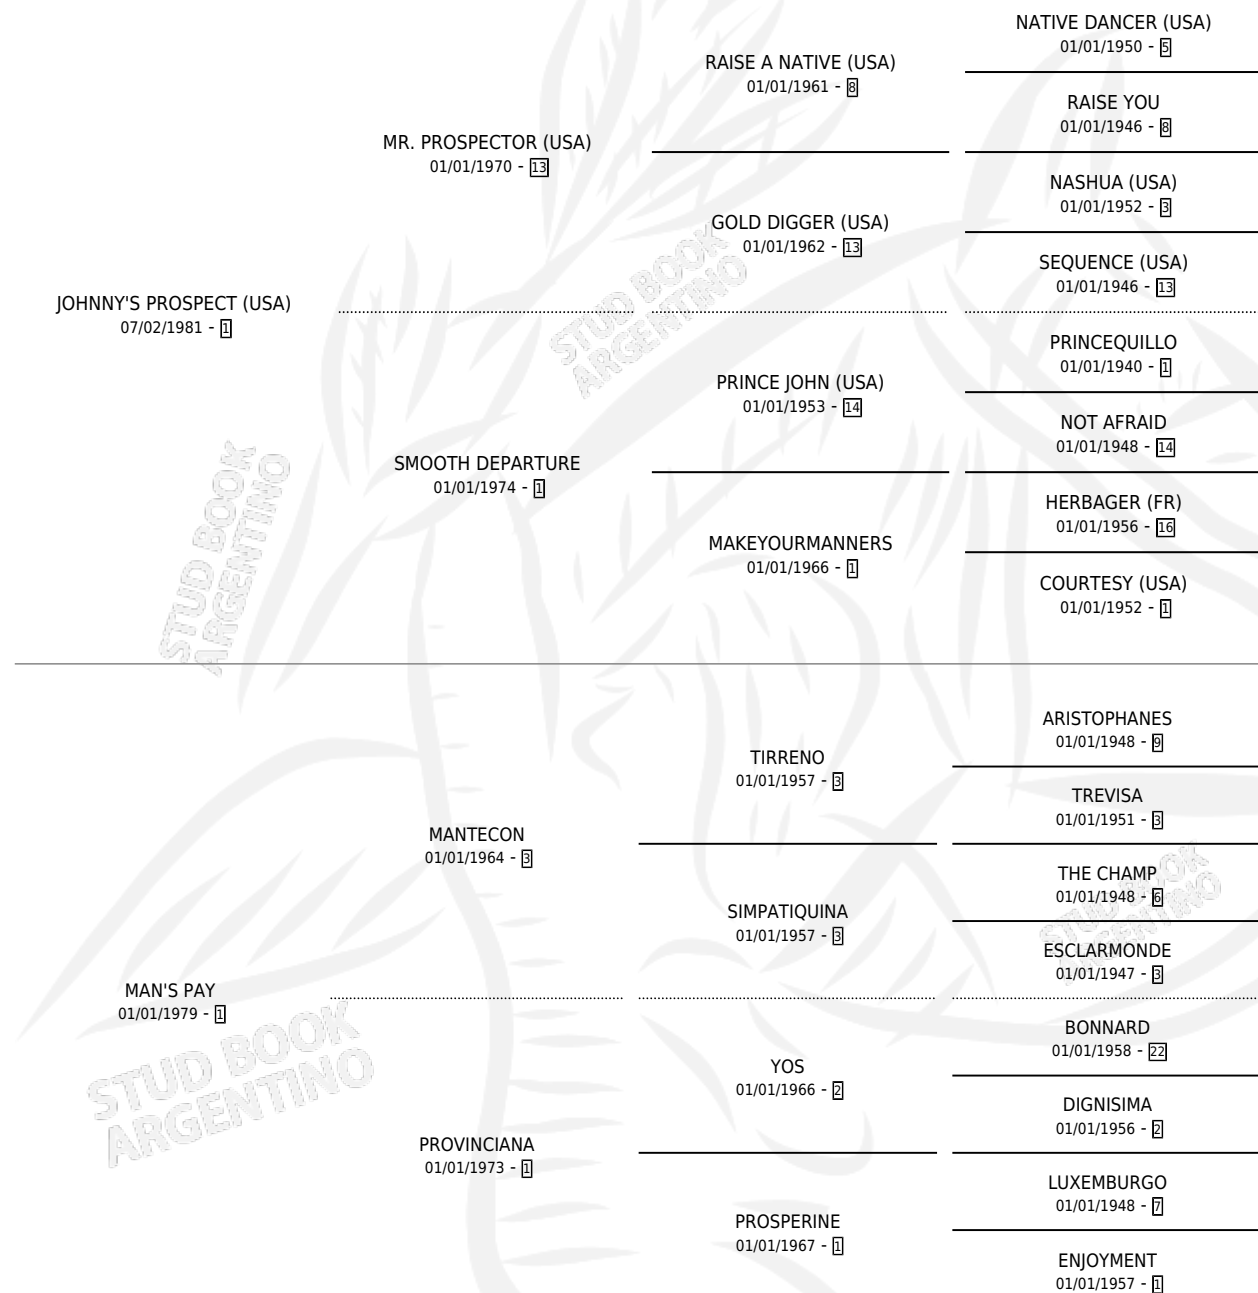 NATIVE DANCER (USA)
01/01/1950 - 5
RAISE A NATIVE (USA)
01/01/1961 - 8
RAISE YOU
01/01/1946 - 8
MR. PROSPECTOR (USA)
01/01/1970 - 13
NASHUA (USA)
01/01/1952 - 3
GOLD DIGGER (USA)
01/01/1962 - 13
SEQUENCE (USA)
01/01/1946 - 13
JOHNNY'S PROSPECT (USA)
07/02/1981 - 1
PRINCEQUILLO
01/01/1940 - 1
PRINCE JOHN (USA)
01/01/1953 - 14
NOT AFRAID
01/01/1948 - 14
SMOOTH DEPARTURE
01/01/1974 - 1
HERBAGER (FR)
01/01/1956 - 16
MAKEYOURMANNERS
01/01/1966 - 1
COURTESY (USA)
01/01/1952 - 1
ARISTOPHANES
01/01/1948 - 9
TIRRENO
01/01/1957 - 3
TREVISA
01/01/1951 - 3
MANTECON
01/01/1964 - 3
THE CHAMP
01/01/1948 - 6
SIMPATIQUINA
01/01/1957 - 3
ESCLARMONDE
01/01/1947 - 3
MAN'S PAY
01/01/1979 - 1
BONNARD
01/01/1958 - 22
YOS
01/01/1966 - 2
DIGNISIMA
01/01/1956 - 2
PROVINCIANA
01/01/1973 - 1
LUXEMBURGO
01/01/1948 - 7
PROSPERINE
01/01/1967 - 1
ENJOYMENT
01/01/1957 - 1
STUD BOOK
ARGENTINO
STUD BOOK
ARGENTINO
STUD BOOK
ARGENTINO
STUD BOOK
ARGENTINO